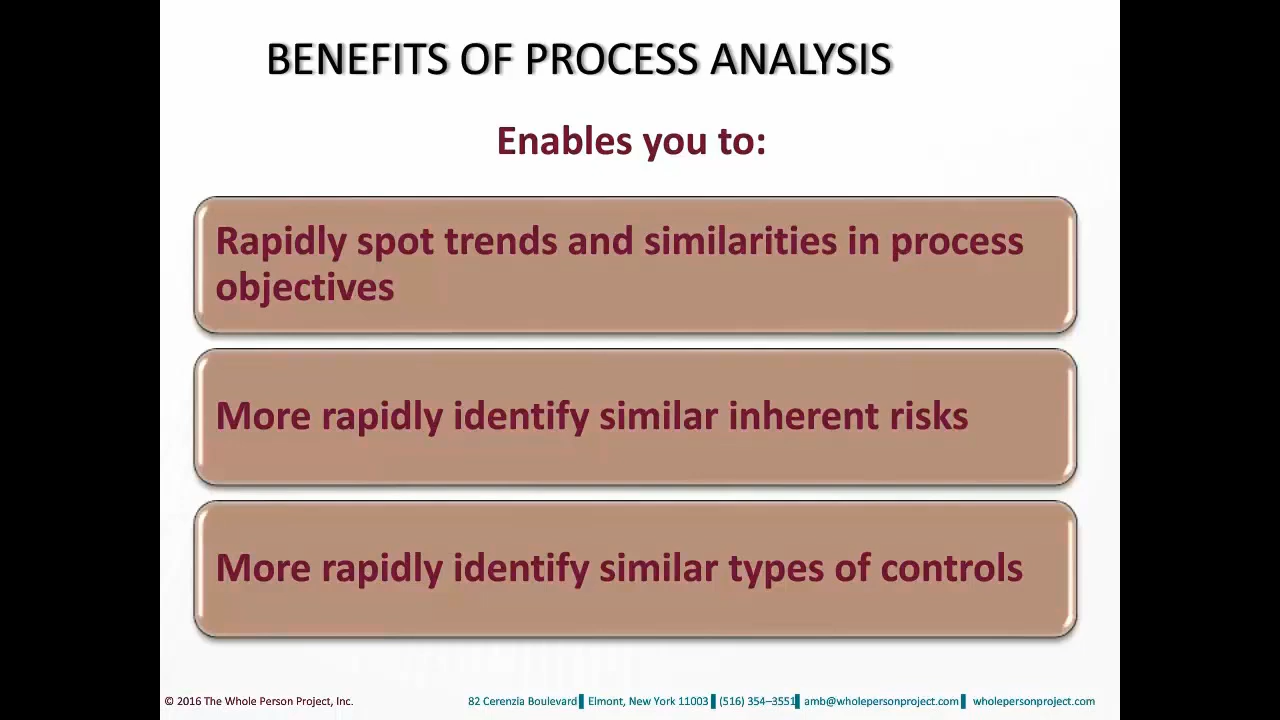 BENEFITS OF PROCESS ANALYSIS
Enables you to:
Rapidly spot trends and similarities in process
objectives
More rapidly identify similar inherent risks
More rapidly identify similar types of controls
© 2016 The Whole Person Project, Inc. 82 Cerenzia Boulevard▐ Elmont, New York 11003▐ (516) 354–3551▌ amb@wholepersonproject.com▐ wholepersonproject.com